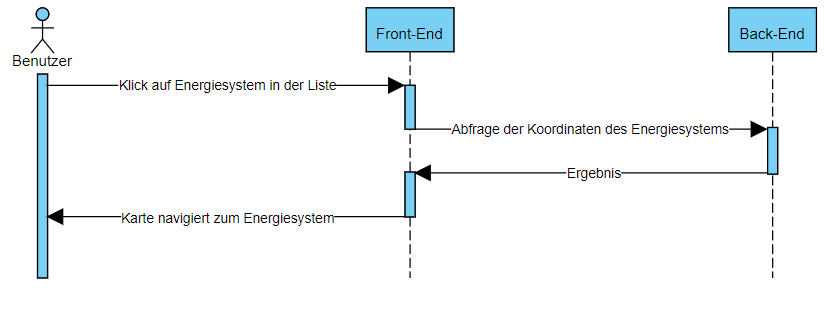 Benutzer
Front-End
Back-End
Klick auf Energiesystem in der Liste
Abfrage der Koordinaten des Energiesystems
Ergebnis
Karte navigiert zum Energiesystem